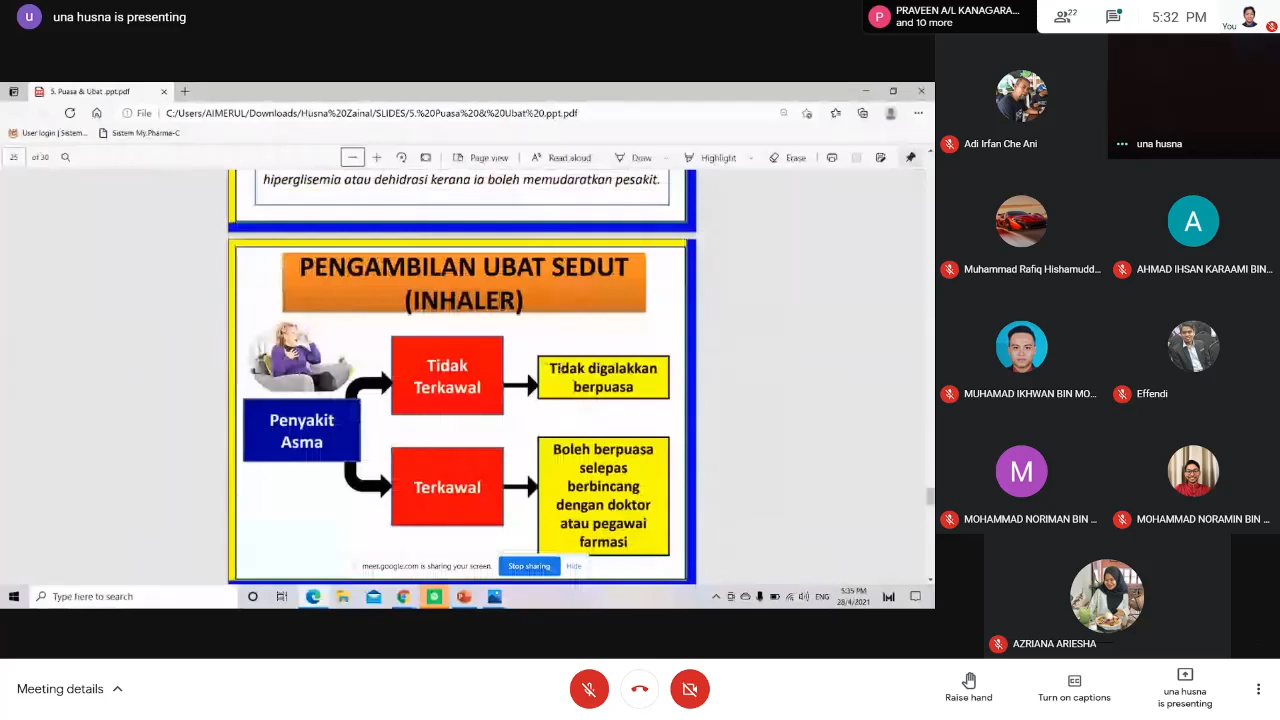 u
una husna is presenting
P
PRAVEEN A/L KANAGARA...
and 10 more
22
5:32 PM
You
5. Puasa & Ubat .ppt.pdf
File
C:/Users/AIMERUL/Downloads/Husna%20Zainal/SLIDES/5.%20Puasa%20&%20Ubat%20.ppt.pdf
User login | Sistem...
Sistem My.Pharma-C
25
of 30
Page view
Read aloud
Draw
Highlight
Erase
hiperglisemia atau dehidrasi kerana ia boleh memudaratkan pesakit.
PENGAMBILAN UBAT SEDUT
(INHALER)
Penyakit
Asma
Tidak
Terkawal
Tidak digalakkan
berpuasa
Terkawal
Boleh berpuasa
selepas
berbincang
dengan doktor
atau pegawai
farmasi
meet.google.com is sharing your screen.
Stop sharing
Hide
Type here to search
ENG
5:35 PM
28/4/2021
Adi Irfan Che Ani
una husna
Muhammad Rafiq Hishamudd...
A
AHMAD IHSAN KARAAMI BIN...
MUHAMAD IKHWAN BIN MO...
Effendi
M
MOHAMMAD NORIMAN BIN ...
MOHAMMAD NORAMIN BIN ...
AZRIANA ARIESHA
Meeting details
Raise hand
Turn on captions
una husna
is presenting